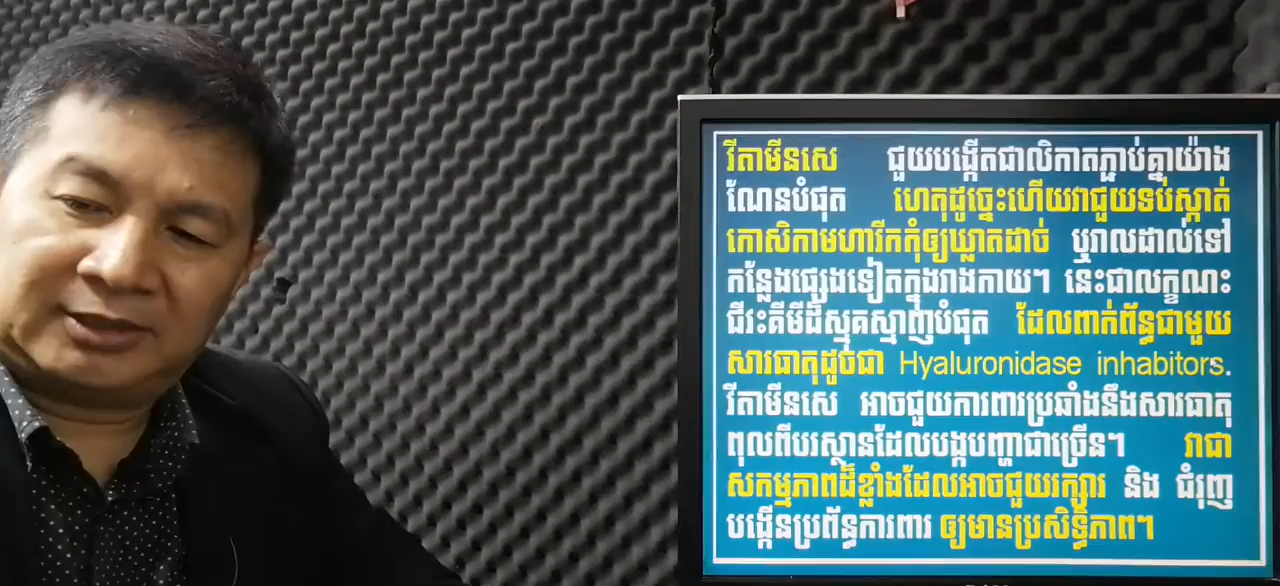 វីតាមីនសេ ជួយបង្កើតជាលិកាតភ្ជាប់គ្នាយ៉ាង
ណែនបំផុត ហេតុដូច្នេះហើយវាជួយទប់ស្កាត់
កោសិកាមហារីកកុំឲ្យឃ្លាតដាច់ ឬរាលដាល់ទៅ
កន្លែងផ្សេងទៀតក្នុងរាងកាយ។ នេះជាលក្ខណះ
ជីវះគីមីដ៏ស្មុគស្មាញបំផុត ដែលពាក់ព័ន្ធជាមួយ
សារធាតុដូចជា Hyaluronidase inhabitors.
វីតាមីនសេ អាចជួយការពារប្រឆាំងនឹងសារធាតុ
ពុលពីបរស្ថានដែលបង្កបញ្ហាជាច្រើន។ វាជា
សកម្មភាពដ៏ខ្លាំងដែលអាចជួយរក្សារ និង ជំរុញ
បង្កើនប្រព័ន្ធការពារ ឲ្យមានប្រសិទ្ធិភាព។